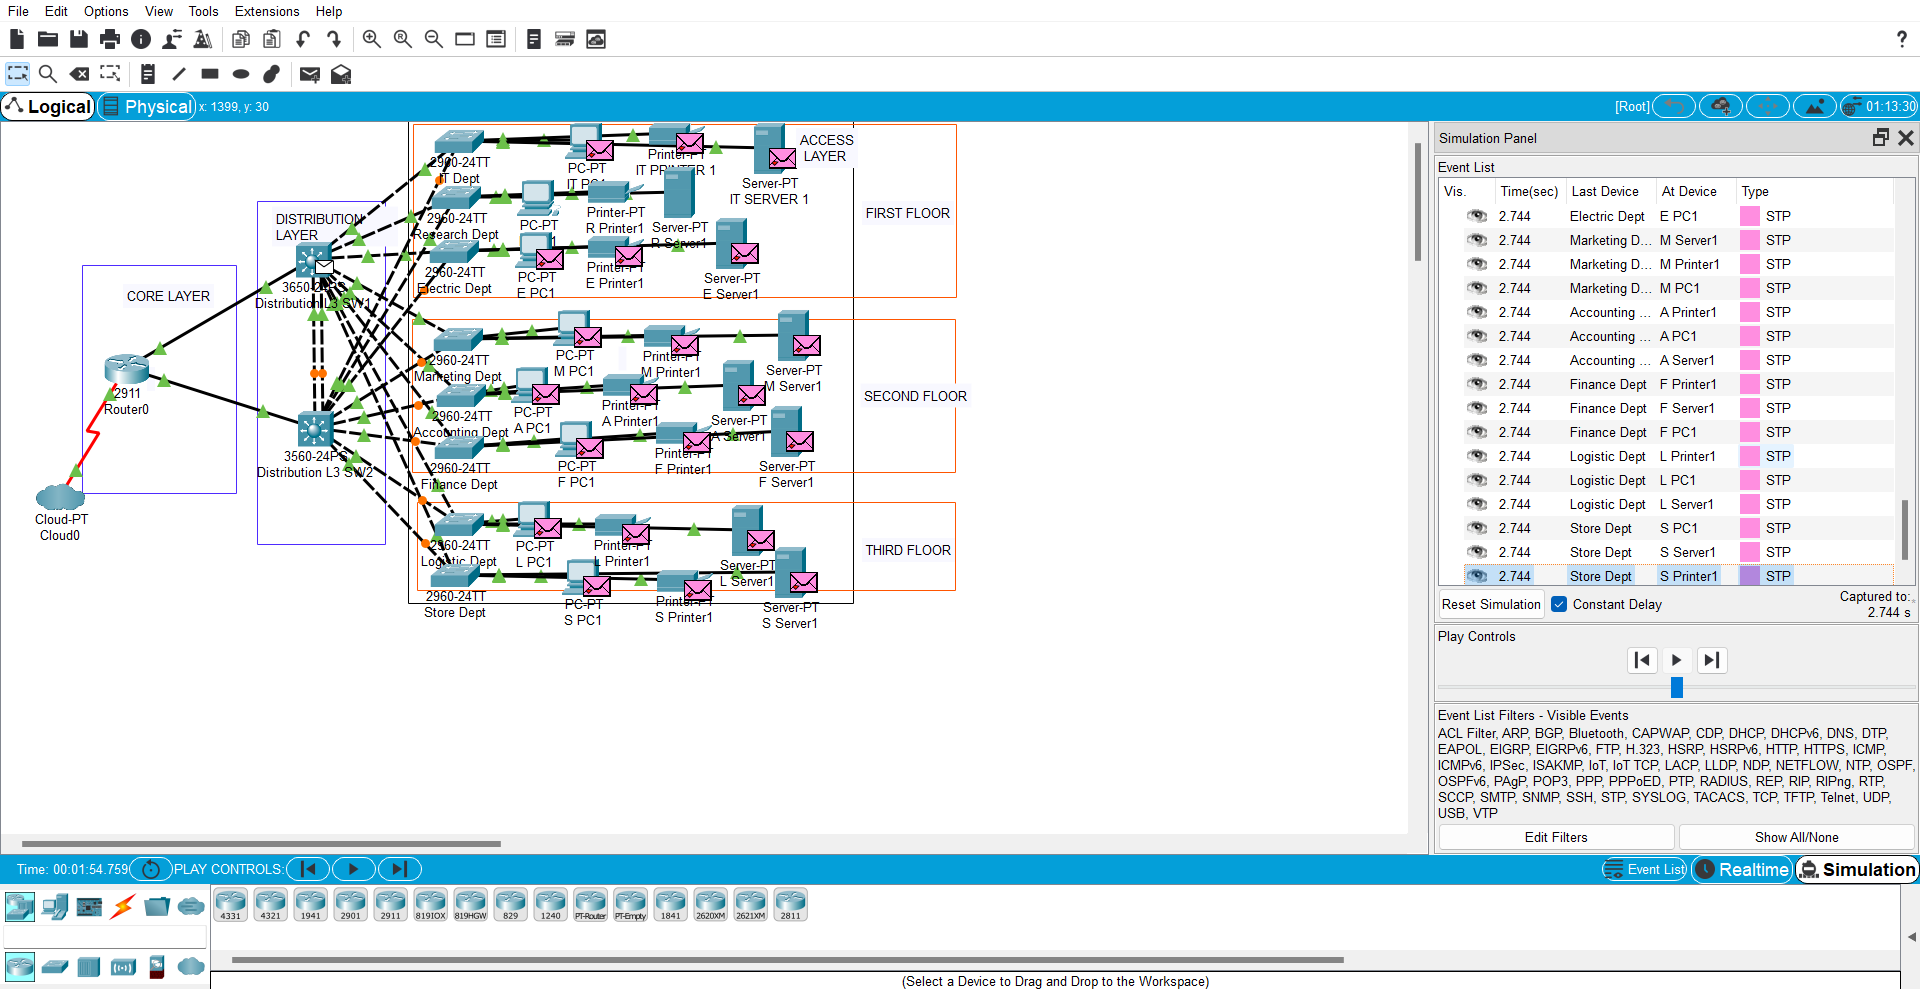 File Edit Options View Tools Extensions Help
?
Logical
Physical
x: 1399, y: 30
[Root]
01:13:30
ACCESS
LAYER
2960-24TT
IT Dept
PC-PT
IT PC1
Printer-PT
IT PRINTER 1
Server-PT
IT SERVER 1
FIRST FLOOR
2960-24TT
Research Dept
PC-PT
Printer-PT
R Printer1
Server-PT
R Server1
2960-24TT
Electric Dept
PC-PT
E PC1
Printer-PT
E Printer1
Server-PT
E Server1
DISTRIBUTION
LAYER
3650-24PS
Distribution L3 SW1
CORE LAYER
2911
Router0
Cloud-PT
Cloud0
3560-24PS
Distribution L3 SW2
2960-24TT
Marketing Dept
PC-PT
M PC1
Printer-PT
M Printer1
Server-PT
M Server1
SECOND FLOOR
2960-24TT
Accounting Dept
PC-PT
A PC1
Printer-PT
A Printer1
Server-PT
A Server1
2960-24TT
Finance Dept
PC-PT
F PC1
Printer-PT
F Printer1
Server-PT
F Server1
2960-24TT
Logistic Dept
PC-PT
L PC1
Printer-PT
L Printer1
Server-PT
L Server1
THIRD FLOOR
2960-24TT
Store Dept
PC-PT
S PC1
Printer-PT
S Printer1
Server-PT
S Server1
Simulation Panel
Event List
Vis. Time(sec) Last Device At Device Type
2.744 Electric Dept E PC1 STP
2.744 Marketing D... M Server1 STP
2.744 Marketing D... M Printer1 STP
2.744 Marketing D... M PC1 STP
2.744 Accounting ... A Printer1 STP
2.744 Accounting ... A PC1 STP
2.744 Accounting ... A Server1 STP
2.744 Finance Dept F Printer1 STP
2.744 Finance Dept F Server1 STP
2.744 Finance Dept F PC1 STP
2.744 Logistic Dept L Printer1 STP
2.744 Logistic Dept L PC1 STP
2.744 Logistic Dept L Server1 STP
2.744 Store Dept S PC1 STP
2.744 Store Dept S Server1 STP
2.744 Store Dept S Printer1 STP
Reset Simulation Constant Delay
Captured to:
2.744 s
Play Controls
Event List Filters - Visible Events
ACL Filter, ARP, BGP, Bluetooth, CAPWAP, CDP, DHCP, DHCPv6, DNS, DTP,
EAPOL, EIGRP, EIGRPv6, FTP, H.323, HSRP, HSRPv6, HTTP, HTTPS, ICMP,
ICMPv6, IPSec, ISAKMP, IoT, IoT TCP, LACP, LLDP, NDP, NETFLOW, NTP, OSPF,
OSPFv6, PAgP, POP3, PPP, PPPoED, PTP, RADIUS, REP, RIP, RIPng, RTP,
SCCP, SMTP, SNMP, SSH, STP, SYSLOG, TACACS, TCP, TFTP, Telnet, UDP,
USB, VTP
Edit Filters Show All/None
Time: 00:01:54.759 PLAY CONTROLS:
Event List Realtime Simulation
4331 4321 1941 2901 2911 819IOX 819HGW 829 1240 PT-Router PT-Empty 1841 2620XM 2621XM 2811
(Select a Device to Drag and Drop to the Workspace)